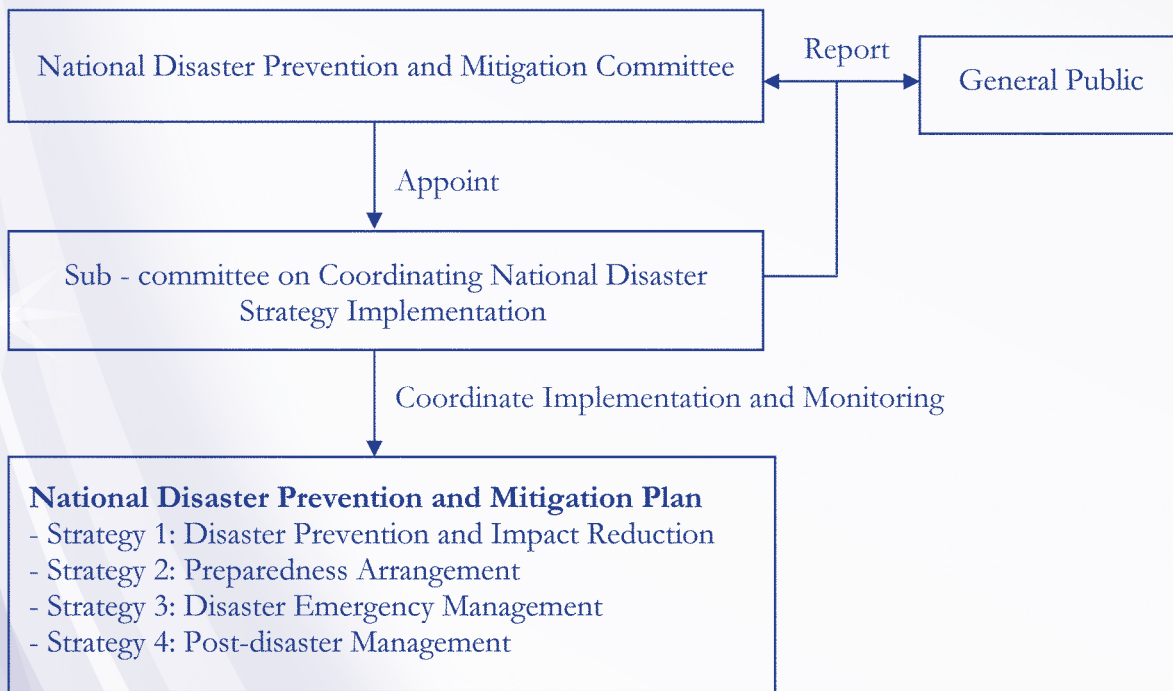 National Disaster Prevention and Mitigation Committee
Report
General Public
Appoint
Sub - committee on Coordinating National Disaster
Strategy Implementation
Coordinate Implementation and Monitoring
National Disaster Prevention and Mitigation Plan
- Strategy 1: Disaster Prevention and Impact Reduction
- Strategy 2: Preparedness Arrangement
- Strategy 3: Disaster Emergency Management
- Strategy 4: Post-disaster Management